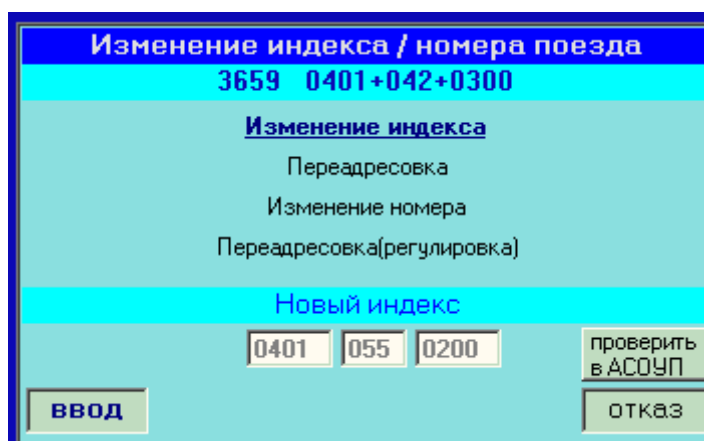 Изменение индекса / номера поезда
3659 0401+042+0300
Изменение индекса
Переадресовка
Изменение номера
Переадресовка(регулировка)
Новый индекс
0401 055 0200
проверить
в АСОУП
ввод
отказ